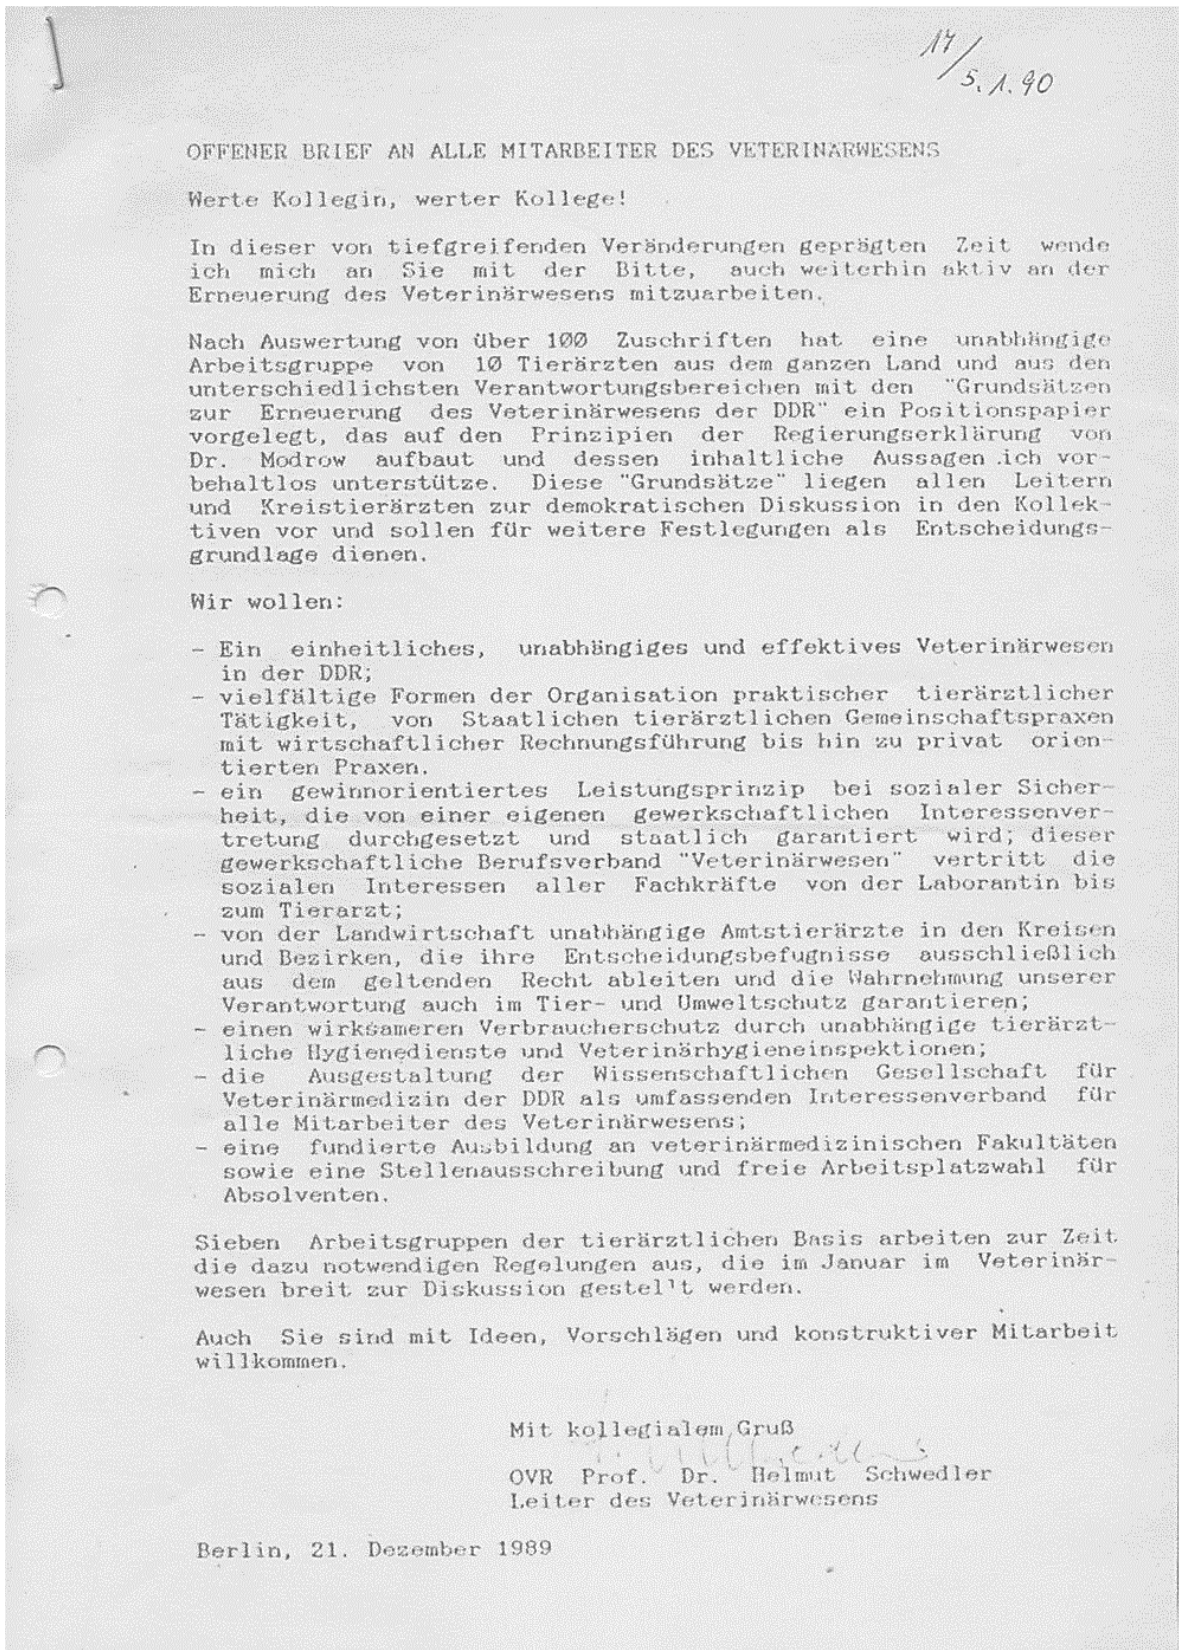 17/
5.1.90
OFFENER BRIEF AN ALLE MITARBEITER DES VETERINÄRWESENS
Werte Kollegin, werter Kollege!
In dieser von tiefgreifenden Veränderungen geprägten Zeit wende
ich mich an Sie mit der Bitte, auch weiterhin aktiv an der
Erneuerung des Veterinärwesens mitzuarbeiten.
Nach Auswertung von über 100 Zuschriften hat eine unabhängige
Arbeitsgruppe von 10 Tierärzten aus dem ganzen Land und aus den
unterschiedlichsten Verantwortungsbereichen mit den "Grundsätzen
zur Erneuerung des Veterinärwesens der DDR" ein Positionspapier
vorgelegt, das auf den Prinzipien der Regierungserklärung von
Dr. Modrow aufbaut und dessen inhaltliche Aussagen ich vor-
behaltlos unterstütze. Diese "Grundsätze" liegen allen Leitern
und Kreistierärzten zur demokratischen Diskussion in den Kollek-
tiven vor und sollen für weitere Festlegungen als Entscheidungs-
grundlage dienen.
Wir wollen:
- Ein einheitliches, unabhängiges und effektives Veterinärwesen
in der DDR;
- vielfältige Formen der Organisation praktischer tierärztlicher
Tätigkeit, von Staatlichen tierärztlichen Gemeinschaftspraxen
mit wirtschaftlicher Rechnungsführung bis hin zu privat orien-
tierten Praxen.
- ein gewinnorientiertes Leistungsprinzip bei sozialer Sicher-
heit, die von einer eigenen gewerkschaftlichen Interessenver-
tretung durchgesetzt und staatlich garantiert wird; dieser
gewerkschaftliche Berufsverband "Veterinärwesen" vertritt die
sozialen Interessen aller Fachkräfte von der Laborantin bis
zum Tierarzt;
- von der Landwirtschaft unabhängige Amtstierärzte in den Kreisen
und Bezirken, die ihre Entscheidungsbefugnisse ausschließlich
aus dem geltenden Recht ableiten und die Wahrnehmung unserer
Verantwortung auch im Tier- und Umweltschutz garantieren;
- einen wirksameren Verbraucherschutz durch unabhängige tierärzt-
liche Hygienedienste und Veterinärhygieneinspektionen;
- die Ausgestaltung der Wissenschaftlichen Gesellschaft für
Veterinärmedizin der DDR als umfassenden Interessenverband für
alle Mitarbeiter des Veterinärwesens;
- eine fundierte Ausbildung an veterinärmedizinischen Fakultäten
sowie eine Stellenausschreibung und freie Arbeitsplatzwahl für
Absolventen.
Sieben Arbeitsgruppen der tierärztlichen Basis arbeiten zur Zeit
die dazu notwendigen Regelungen aus, die im Januar im Veterinär-
wesen breit zur Diskussion gestellt werden.
Auch Sie sind mit Ideen, Vorschlägen und konstruktiver Mitarbeit
willkommen.
Mit kollegialem Gruß
OVR Prof. Dr. Helmut Schwedler
Leiter des Veterinärwesens
Berlin, 21. Dezember 1989